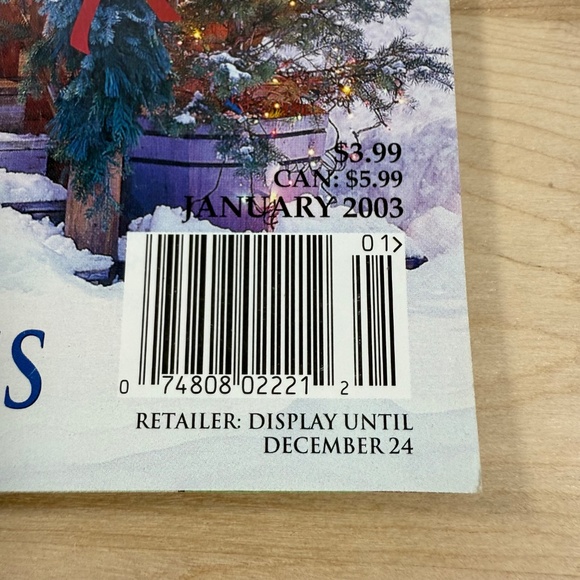 $3.99
CAN: $5.99
JANUARY 2003
01>
0 74808 02221 2
RETAILER: DISPLAY UNTIL
DECEMBER 24